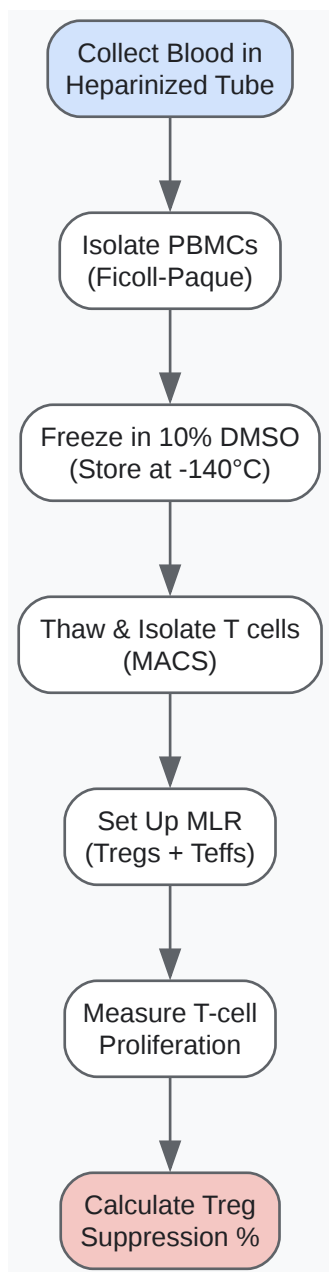 Collect Blood in
Heparinized Tube
Isolate PBMCs
(Ficoll-Paque)
Freeze in 10% DMSO
(Store at -140°C)
Thaw & Isolate T cells
(MACS)
Set Up MLR
(Tregs + Teffs)
Measure T-cell
Proliferation
Calculate Treg
Suppression %